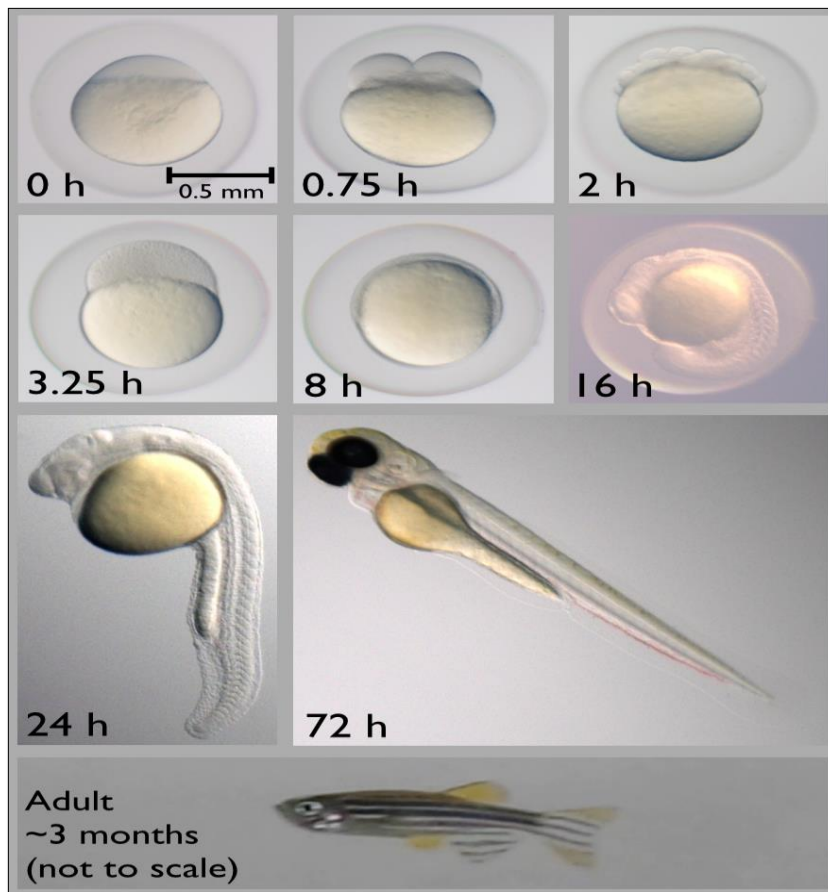 0 h
0.5 mm
0.75 h
2 h
3.25 h
8 h
16 h
24 h
72 h
Adult
~3 months
(not to scale)